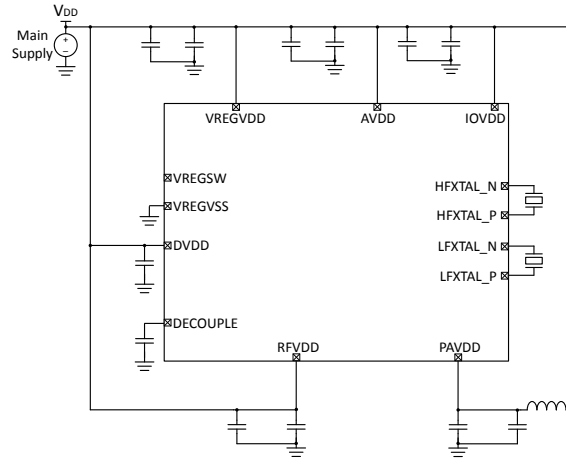 VDD
Main
Supply
+
–
VREGVDD
AVDD
IOVDD
VREGSW
HFXTAL_N
VREGVSS
HFXTAL_P
DVDD
LFXTAL_N
LFXTAL_P
DECOUPLE
RFVDD
PAVDD